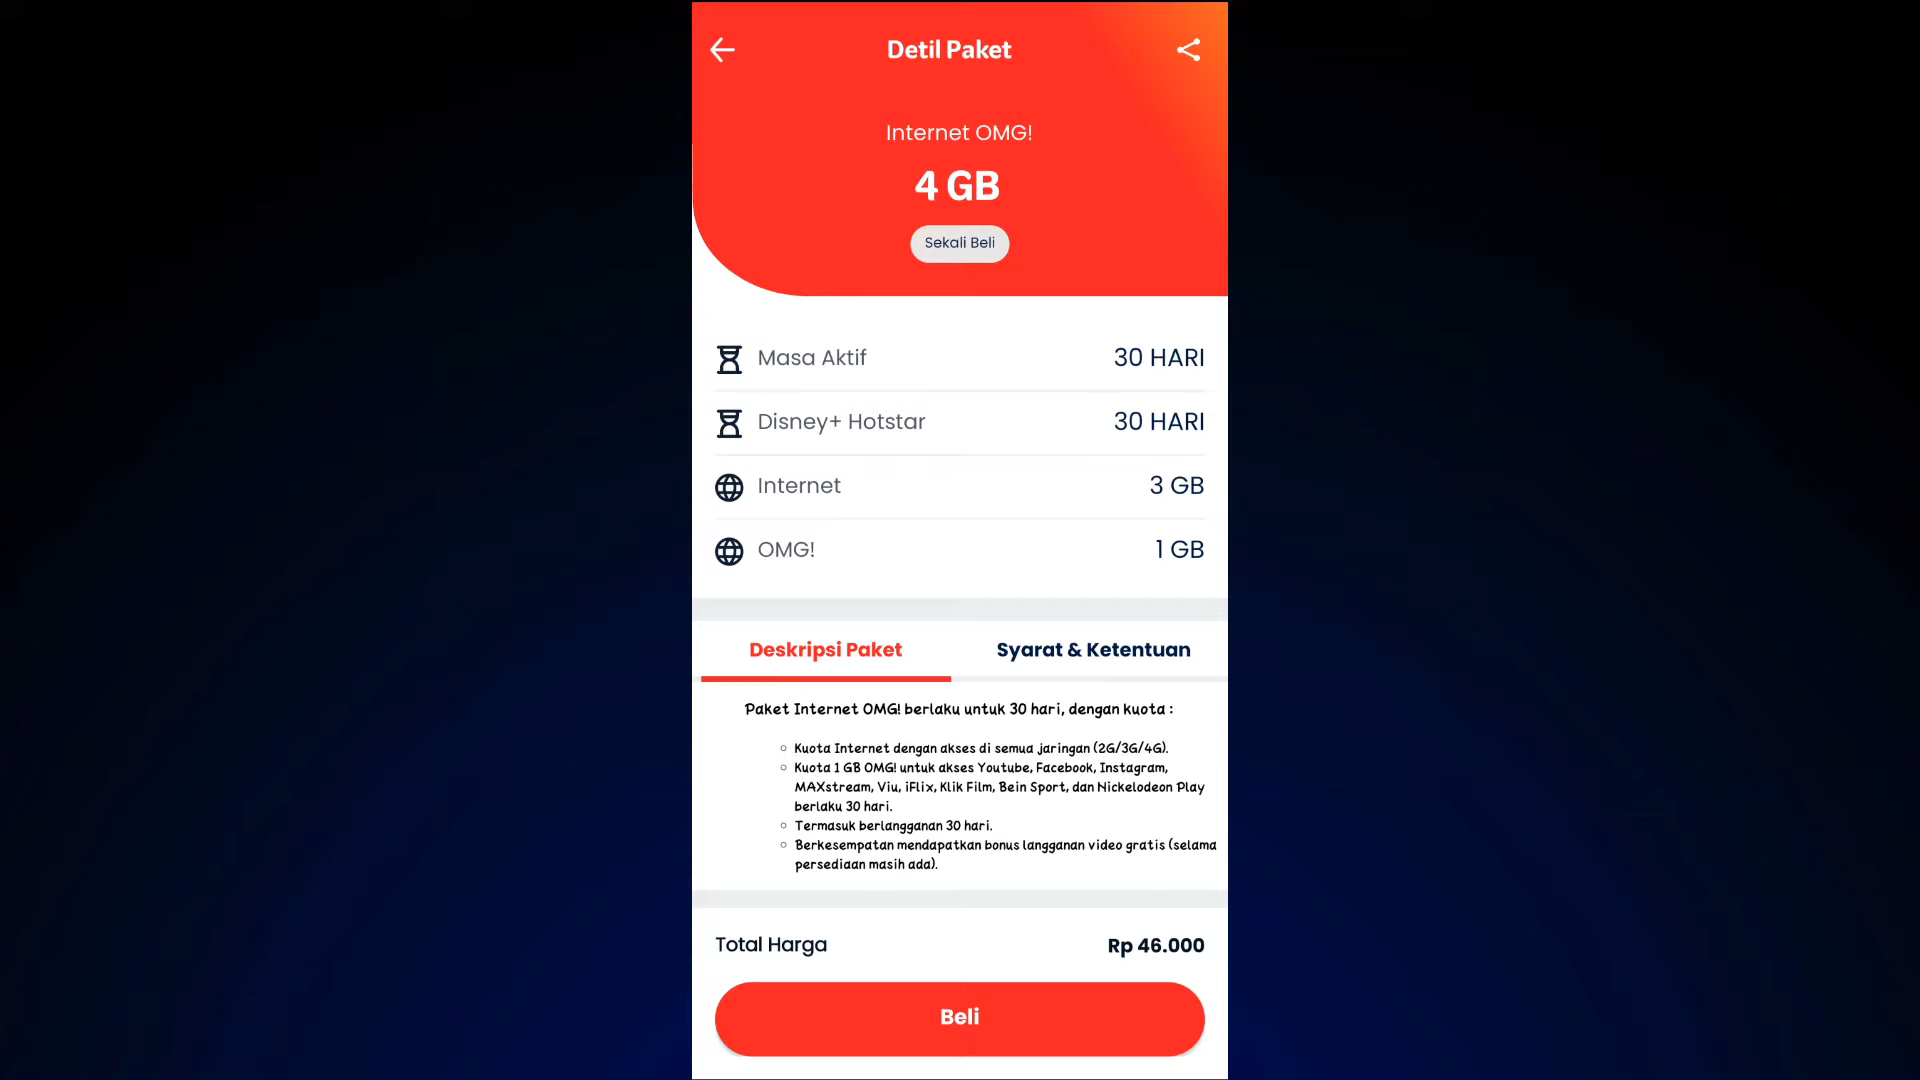 Detil Paket
Internet OMG!
4 GB
Sekali Beli
Masa Aktif 30 HARI
Disney+ Hotstar 30 HARI
Internet 3 GB
OMG! 1 GB
Deskripsi Paket Syarat & Ketentuan
Paket Internet OMG! berlaku untuk 30 hari, dengan kuota :
Kuota Internet dengan akses di semua jaringan (2G/3G/4G).
Kuota 1 GB OMG! untuk akses Youtube, Facebook, Instagram,
MAXstream, Viu, iFlix, Klik Film, Bein Sport, dan Nickelodeon Play
berlaku 30 hari.
Termasuk berlangganan 30 hari.
Berkesempatan mendapatkan bonus langganan video gratis (selama
persediaan masih ada).
Total Harga Rp 46.000
Beli